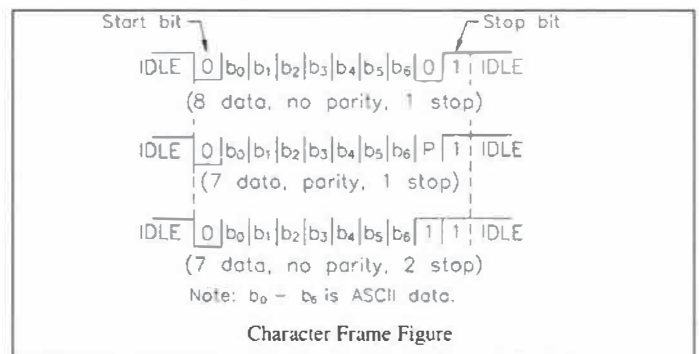 Start bit Stop bit
IDLE 0 b₀ b₁ b₂ b₃ b₄ b₅ b₆ 0 1 IDLE
(8 data, no parity, 1 stop)
IDLE 0 b₀ b₁ b₂ b₃ b₄ b₅ b₆ P 1 IDLE
(7 data, parity, 1 stop)
IDLE 0 b₀ b₁ b₂ b₃ b₄ b₅ b₆ 1 1 IDLE
(7 data, no parity, 2 stop)
Note: b₀ – b₆ is ASCII data.
Character Frame Figure